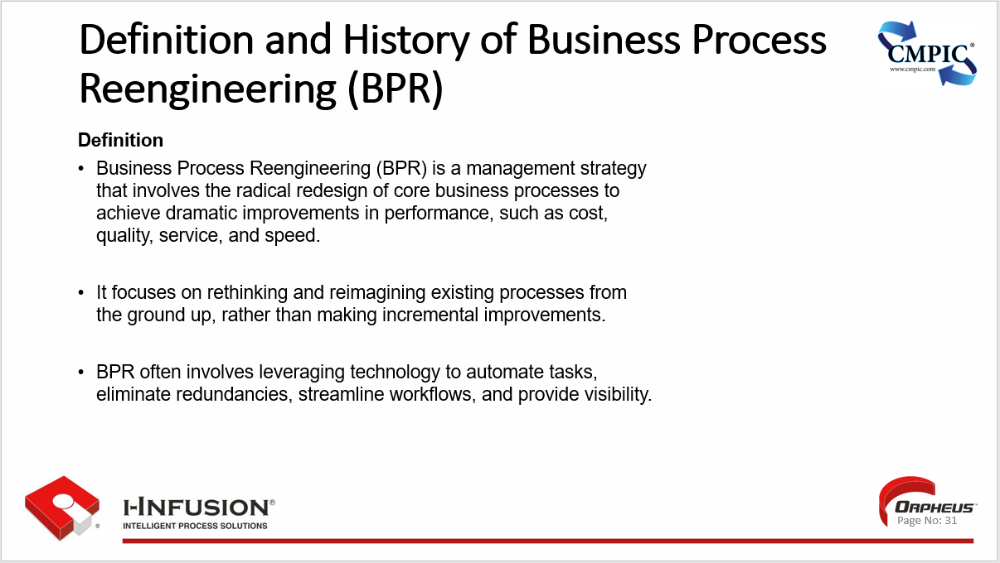 Definition and History of Business Process
Reengineering (BPR)
CMPIC®
www.cmpic.com
Definition
• Business Process Reengineering (BPR) is a management strategy
that involves the radical redesign of core business processes to
achieve dramatic improvements in performance, such as cost,
quality, service, and speed.
• It focuses on rethinking and reimagining existing processes from
the ground up, rather than making incremental improvements.
• BPR often involves leveraging technology to automate tasks,
eliminate redundancies, streamline workflows, and provide visibility.
®
I-INFUSION®
INTELLIGENT PROCESS SOLUTIONS
ORPHEUS™
Page No: 31